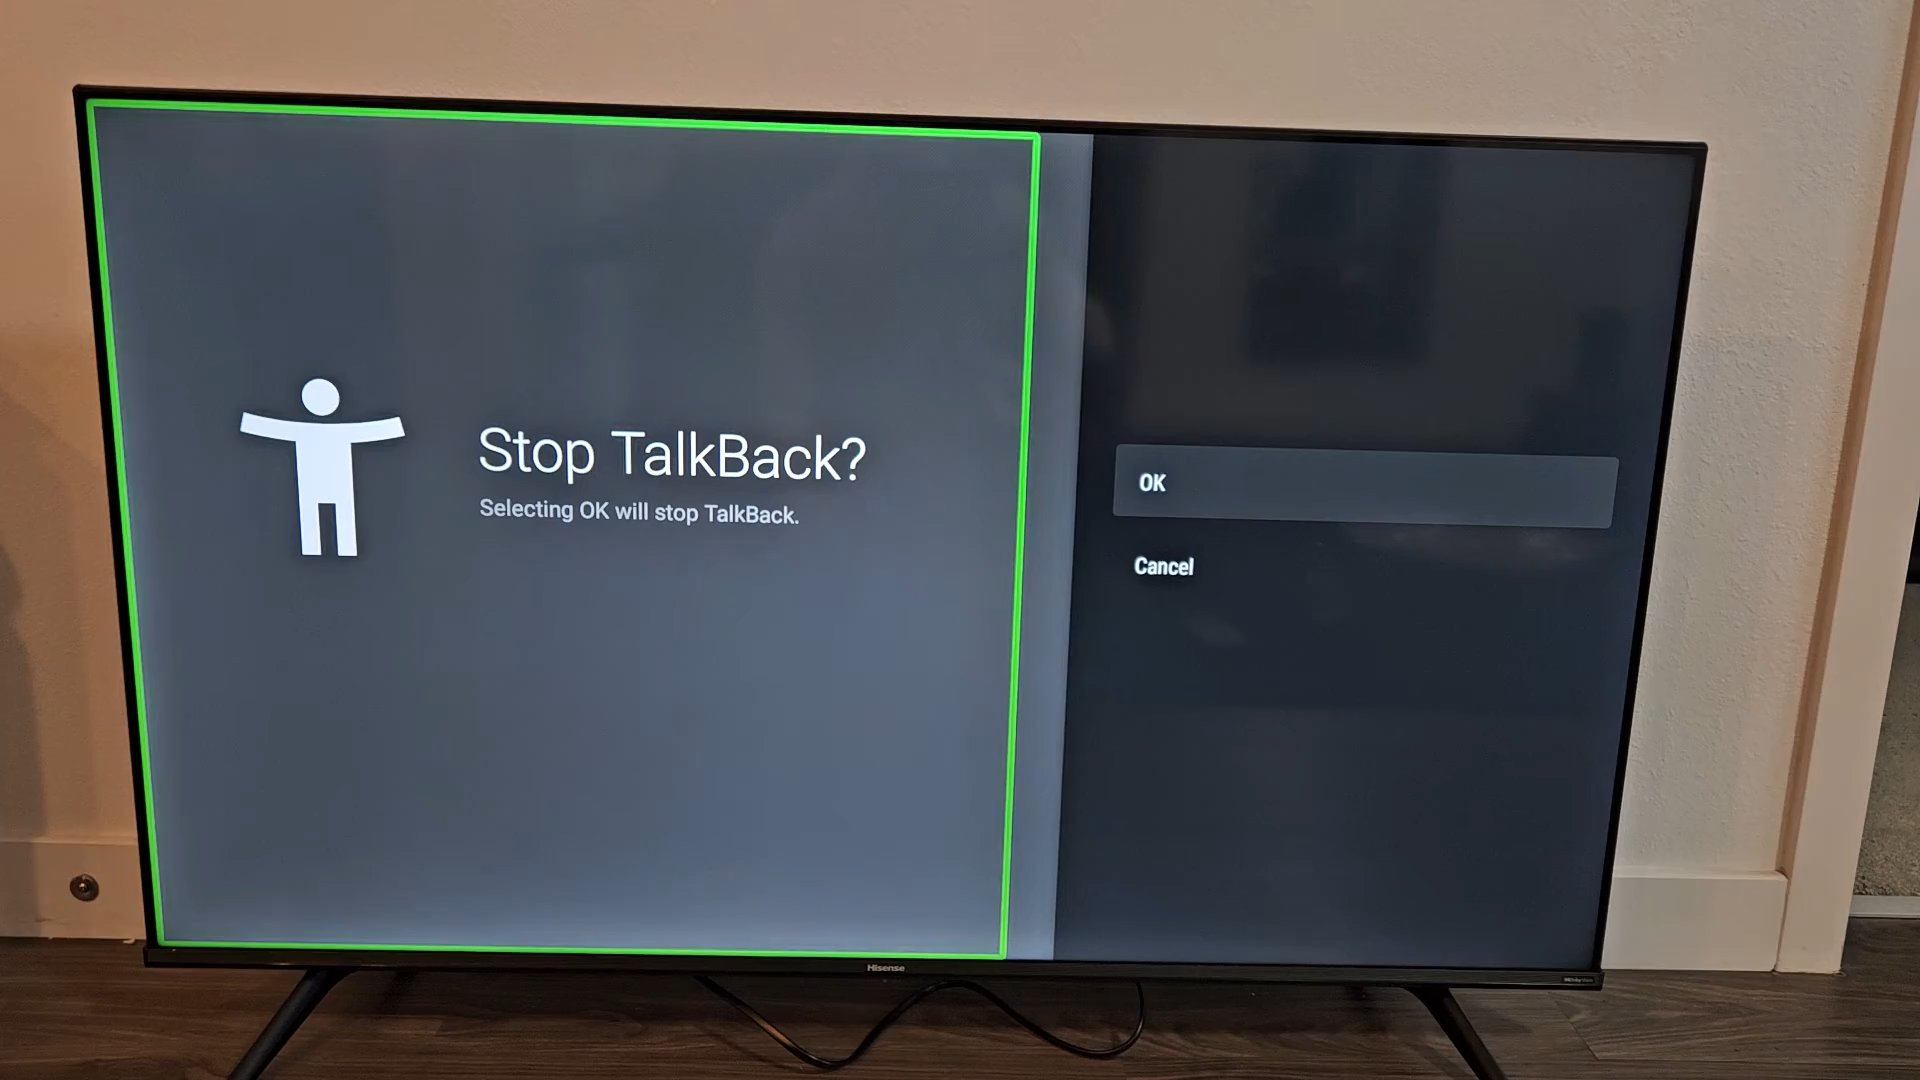 Stop TalkBack?
Selecting OK will stop TalkBack.
OK
Cancel
Hisense